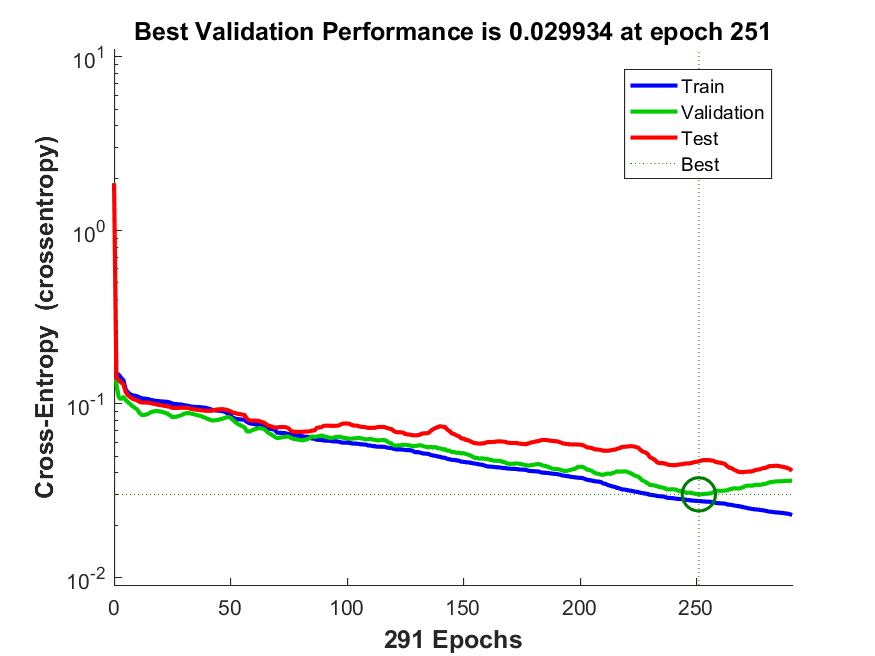 Best Validation Performance is 0.029934 at epoch 251
Cross-Entropy (crossentropy)
10^1
10^0
10^-1
10^-2
Train
Validation
Test
Best
0
50
100
150
200
250
291 Epochs